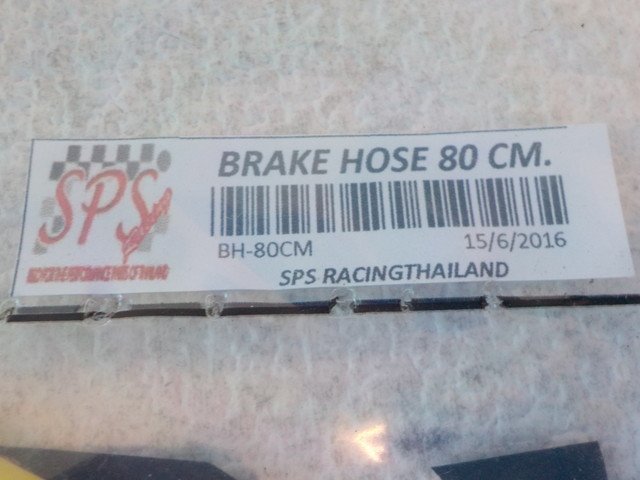 BRAKE HOSE 80 CM.
SPS
BH-80CM 15/6/2016
SPS RACINGTHAILAND